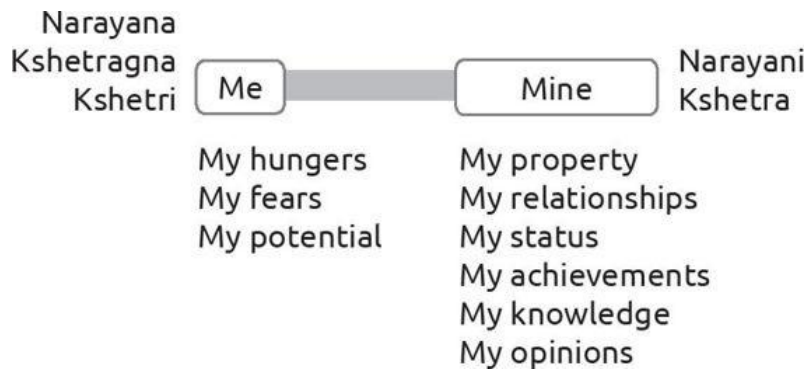 Narayana
Kshetragna
Kshetri
Me
Mine
Narayani
Kshetra
My hungers
My fears
My potential
My property
My relationships
My status
My achievements
My knowledge
My opinions